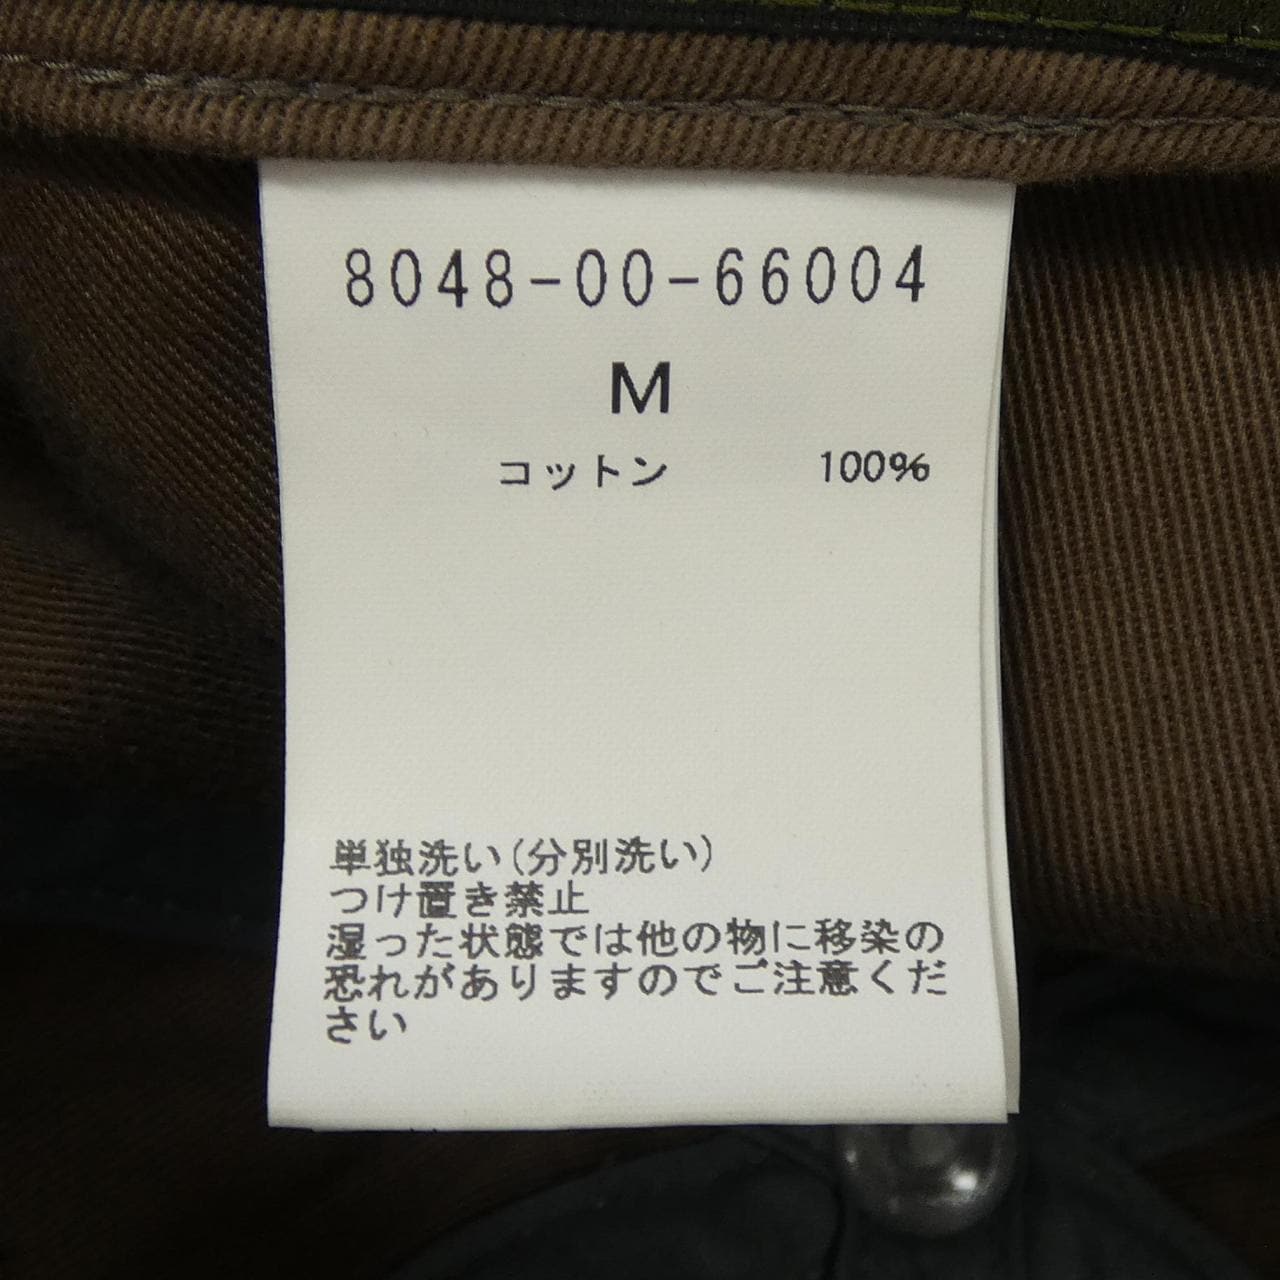 8048-00-66004
M
コットン 100%
単独洗い(分別洗い)
つけ置き禁止
湿った状態では他の物に移染の
恐れがありますのでご注意くだ
さい